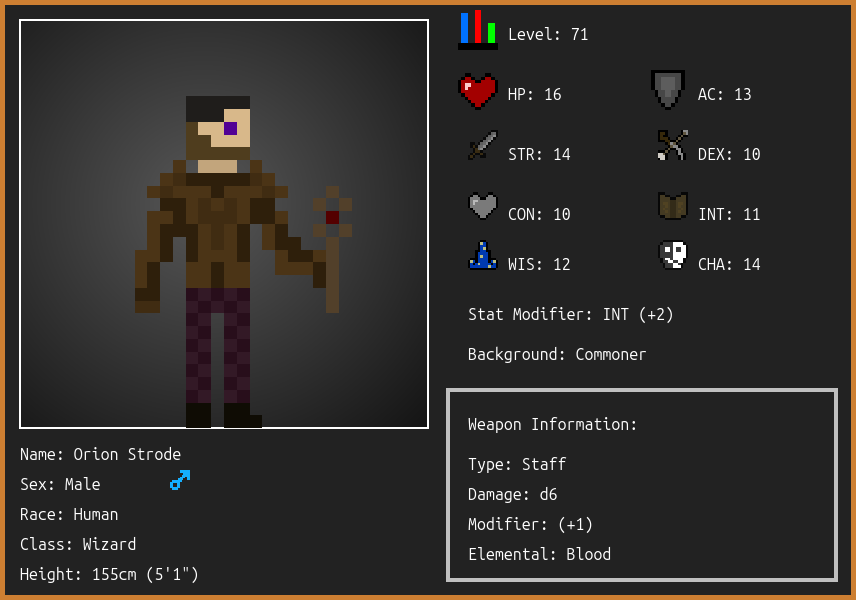 Level: 71
HP: 16
AC: 13
STR: 14
DEX: 10
CON: 10
INT: 11
WIS: 12
CHA: 14
Stat Modifier: INT (+2)
Background: Commoner
Weapon Information:
Type: Staff
Damage: d6
Modifier: (+1)
Elemental: Blood
Name: Orion Strode
Sex: Male
Race: Human
Class: Wizard
Height: 155cm (5'1")